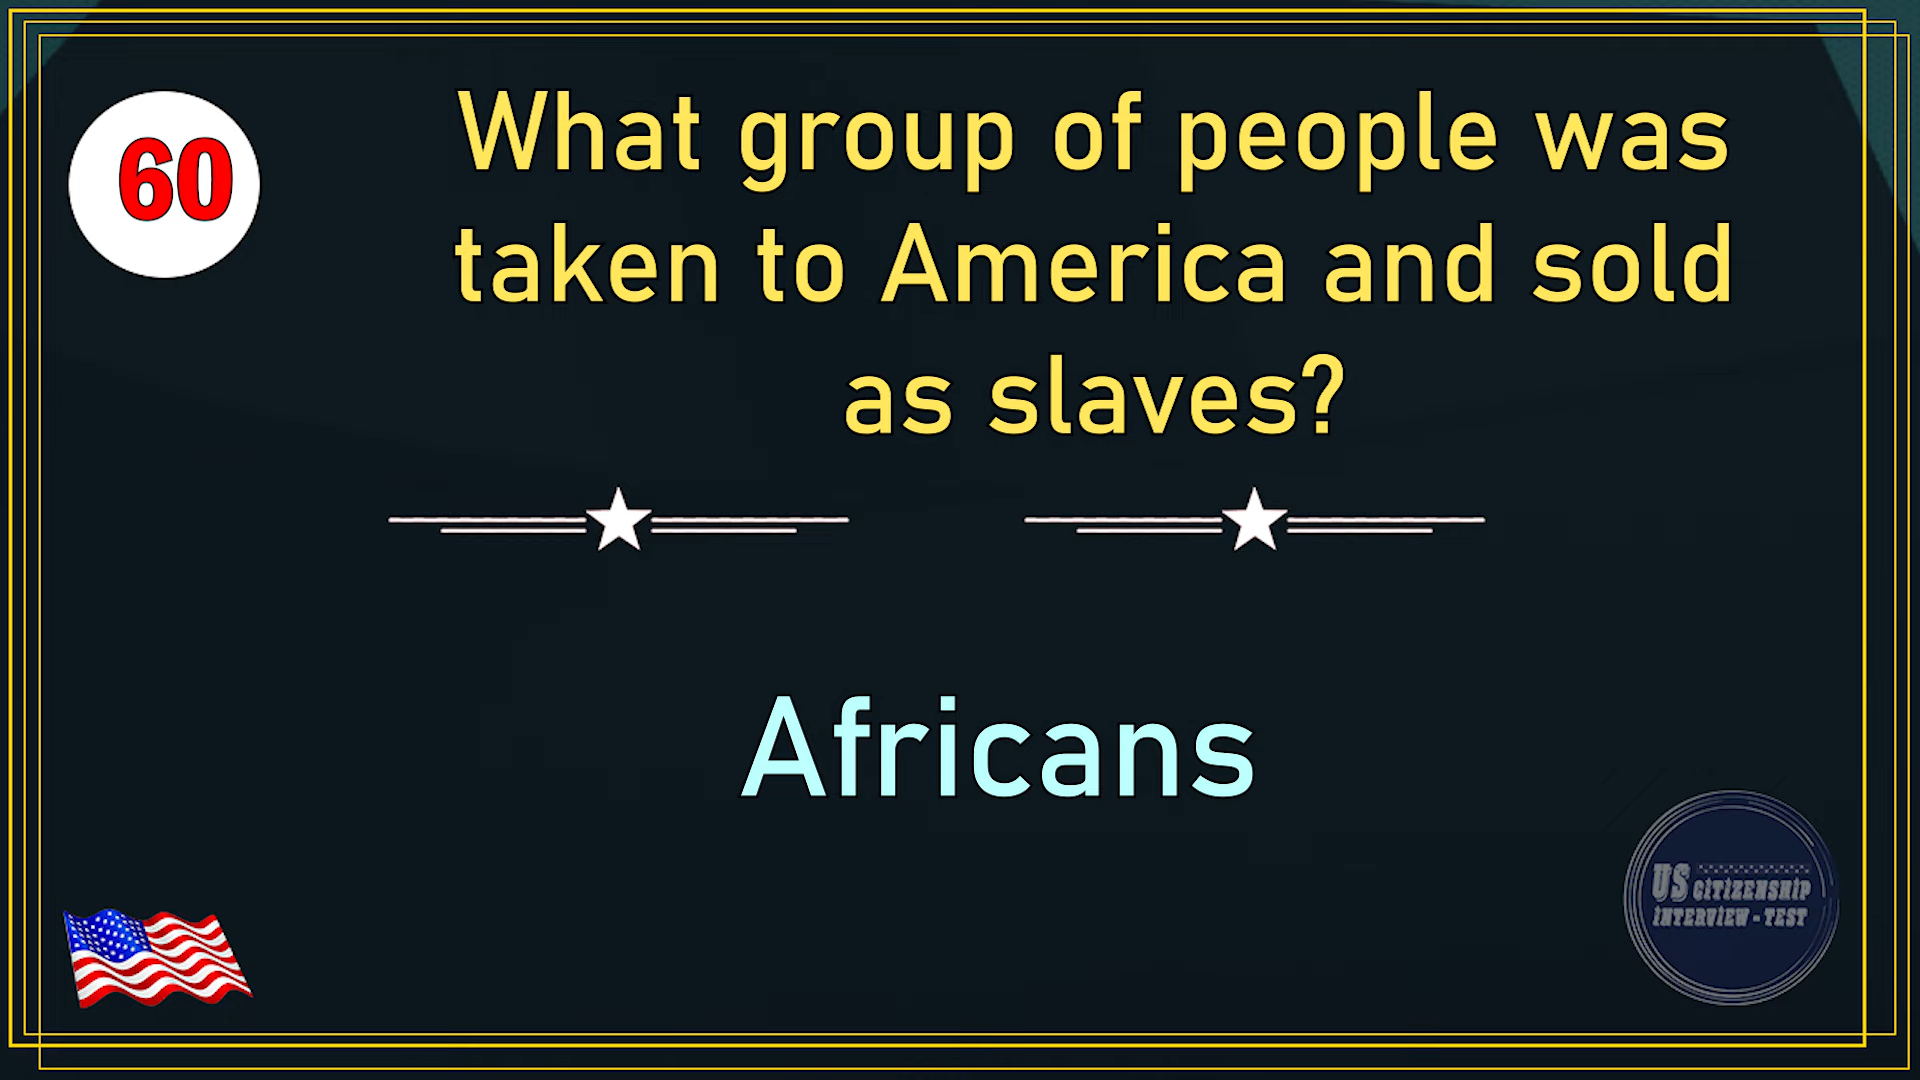 60
What group of people was
taken to America and sold
as slaves?
Africans
US CITIZENSHIP
INTERVIEW - TEST